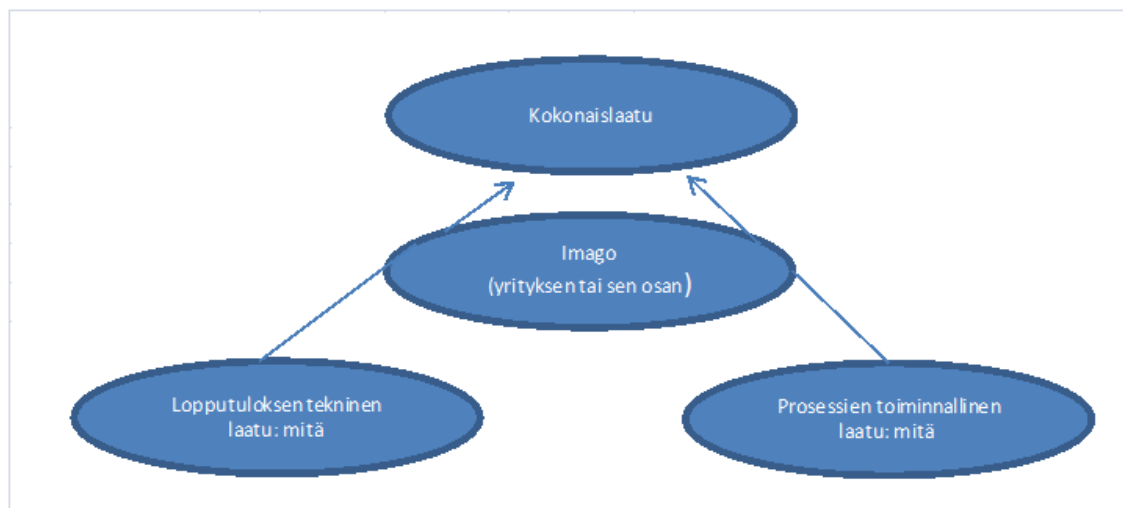 Kokonaislaatu
Imago
(yrityksen tai sen osan)
Lopputuloksen tekninen
laatu: mitä
Prosessien toiminnallinen
laatu: mitä